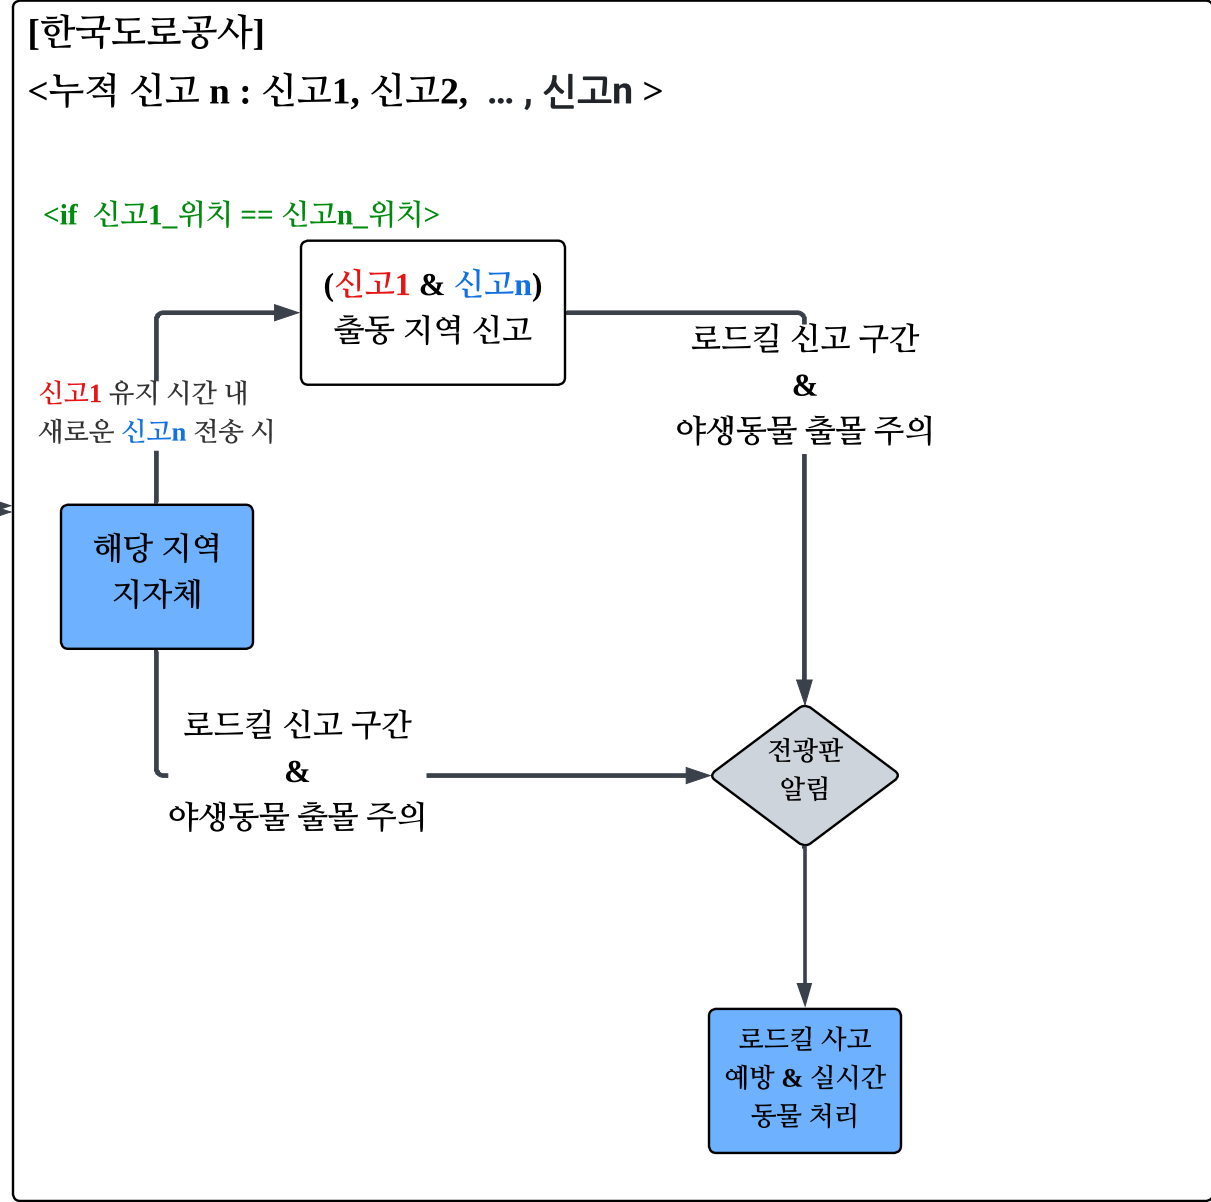 [한국도로공사]
<누적 신고 n : 신고1, 신고2, ... , 신고n >
<if 신고1_위치 == 신고n_위치>
(신고1 & 신고n)
출동 지역 신고
로드킬 신고 구간
&
야생동물 출몰 주의
신고1 유지 시간 내
새로운 신고n 전송 시
해당 지역
지자체
로드킬 신고 구간
&
야생동물 출몰 주의
전광판
알림
로드킬 사고
예방 & 실시간
동물 처리